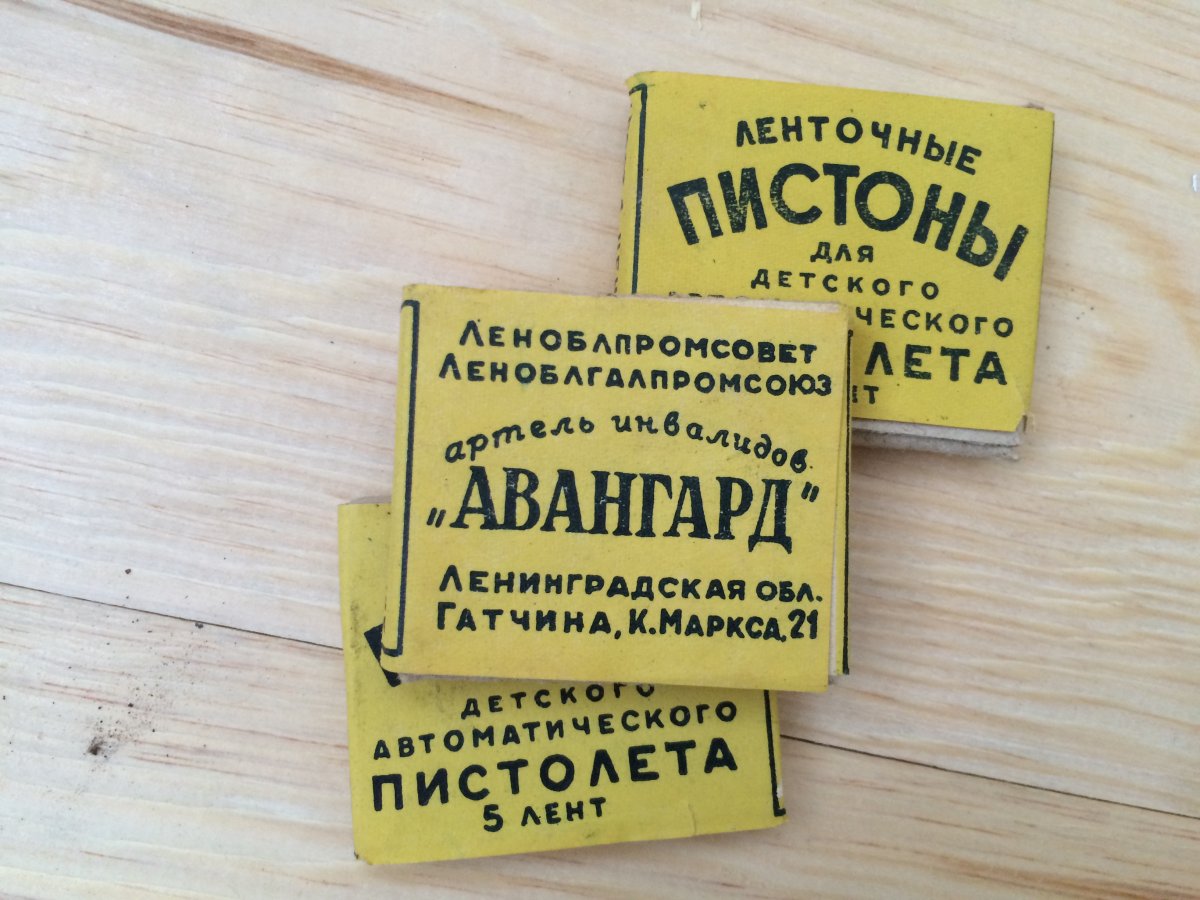 ЛЕНТОЧНЫЕ
ПИСТОНЫ
ДЛЯ
ДЕТСКОГО
ЧЕСКОГО
ЛЕТА
ЛЕНОБЛПРОМСОВЕТ
ЛЕНОБЛГАЛПРОМСОЮЗ
артель инвалидов
„АВАНГАРД"
ЛЕНИНГРАДСКАЯ ОБЛ.
ГАТЧИНА, К. МАРКСА, 21
ДЕТСКОГО
АВТОМАТИЧЕСКОГО
ПИСТОЛЕТА
5 ЛЕНТ